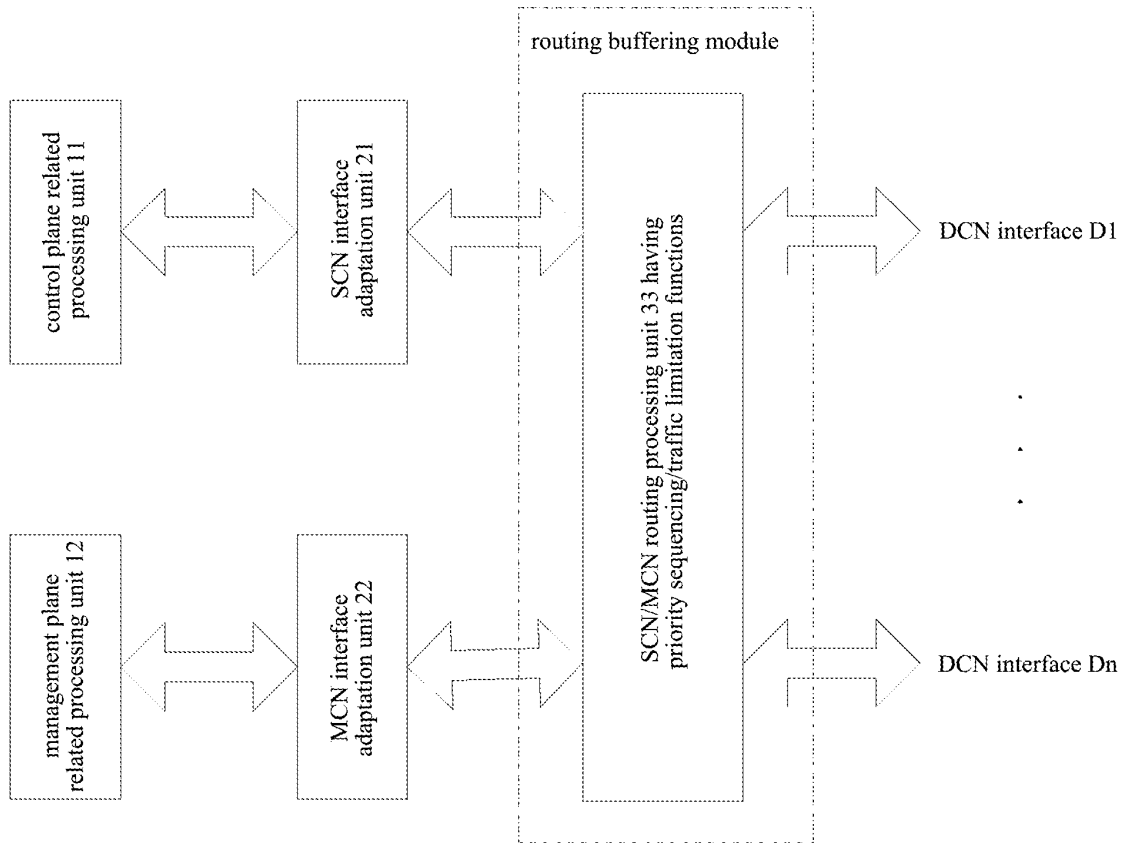 routing buffering module
control plane related
processing unit 11
SCN interface
adaptation unit 21
SCN/MCN routing processing unit 33 having
priority sequencing/traffic limitation functions
DCN interface D1
management plane
related processing unit 12
MCN interface
adaptation unit 22
DCN interface Dn